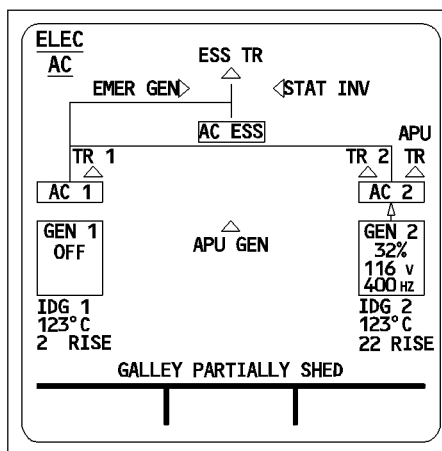 ELEC
AC
ESS TR
EMER GEN STAT INV
AC ESS
APU
TR 1 TR 2 TR
AC 1 AC 2
GEN 1
OFF
APU GEN
GEN 2
32%
116 V
400 HZ
IDG 1
123°C
2 RISE
IDG 2
123°C
22 RISE
GALLEY PARTIALLY SHED